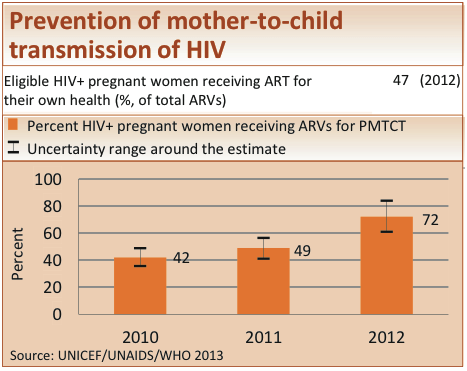 Prevention of mother-to-child
transmission of HIV
Eligible HIV+ pregnant women receiving ART for
their own health (%, of total ARVs)
47 (2012)
Percent HIV+ pregnant women receiving ARVs for PMTCT
Uncertainty range around the estimate
Percent
100
80
60
40
20
0
42
49
72
2010
2011
2012
Source: UNICEF/UNAIDS/WHO 2013